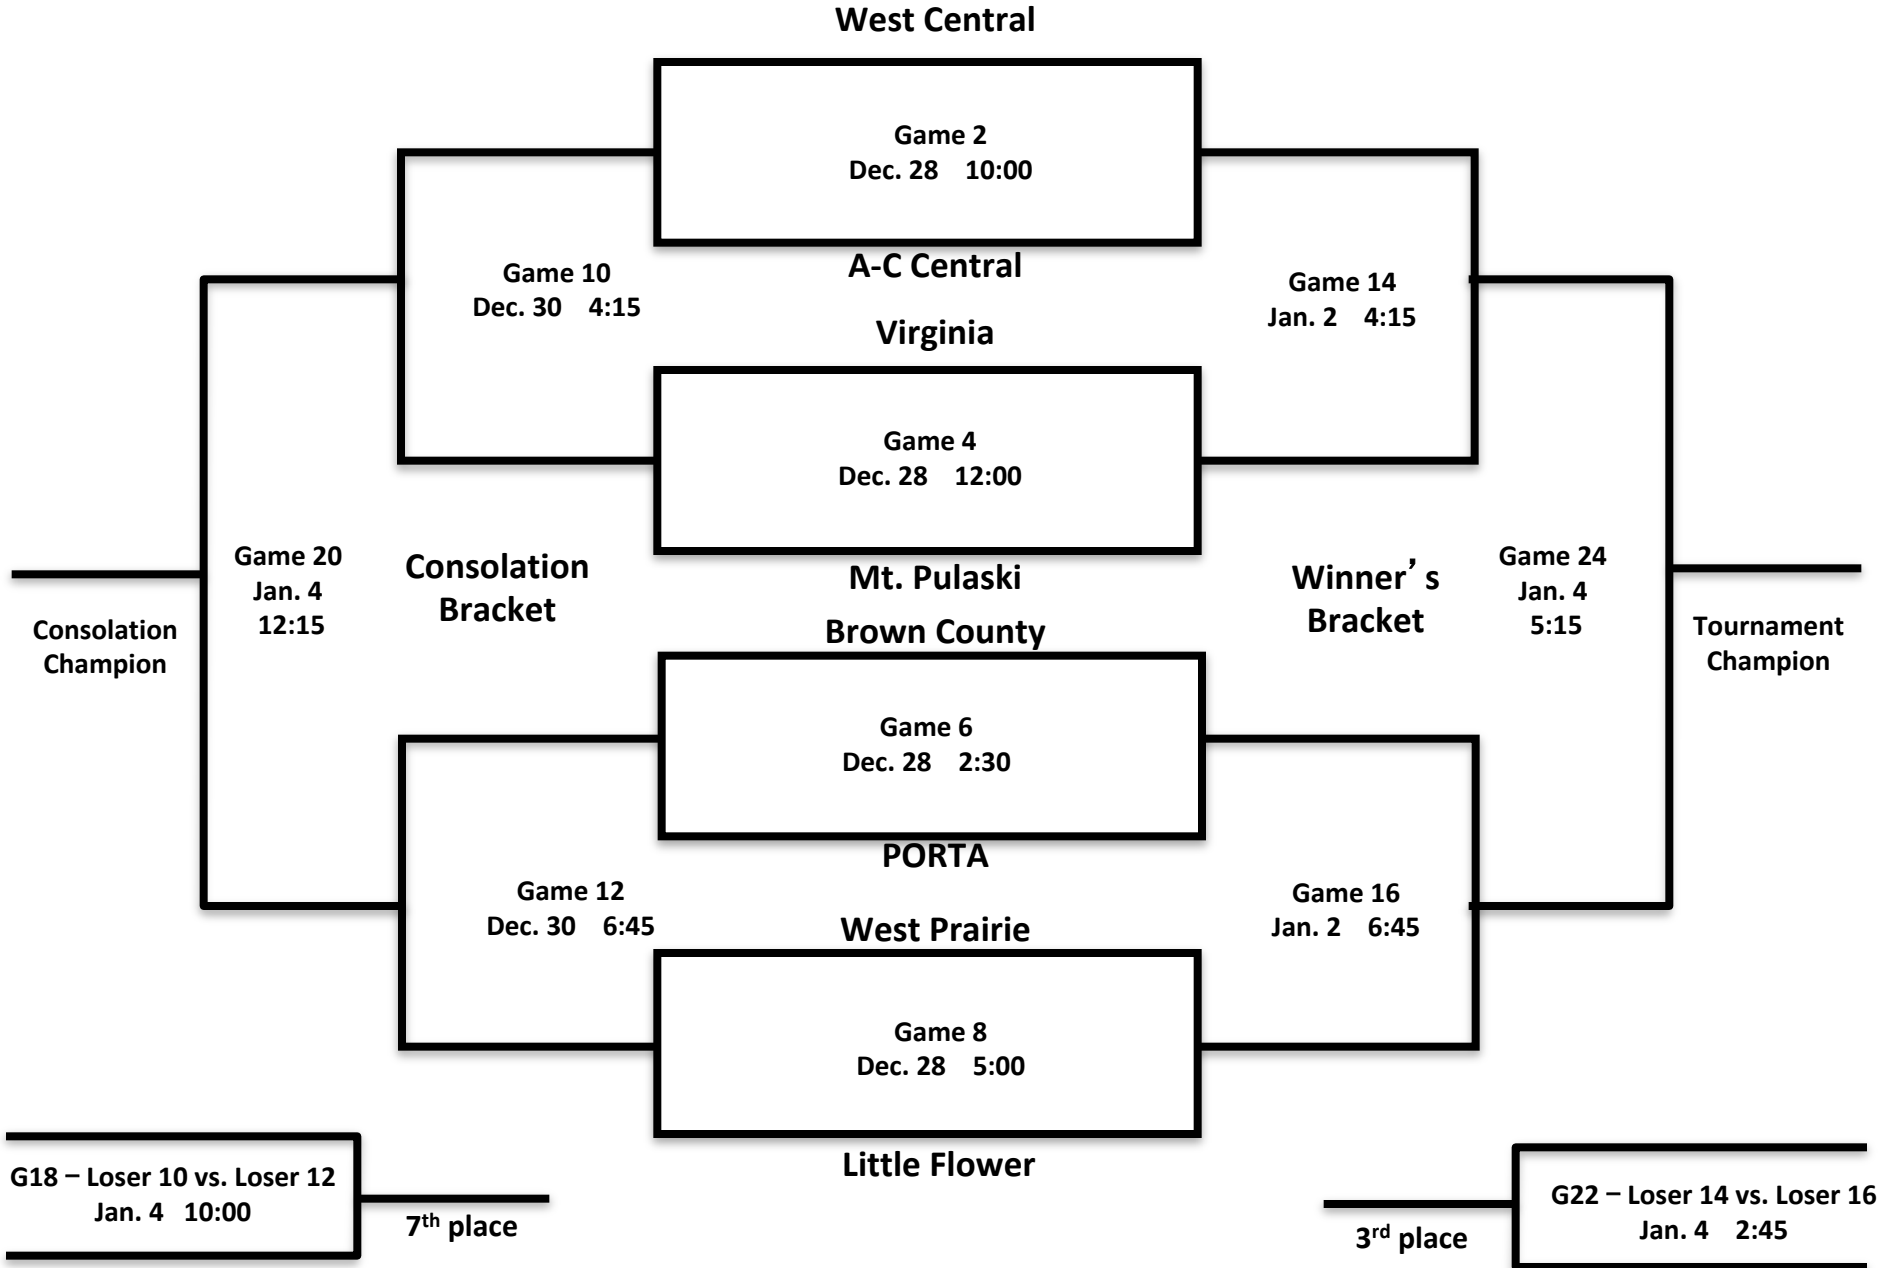 West Central
Game 2
Dec. 28 10:00
A-C Central
Game 10
Dec. 30 4:15
Game 14
Jan. 2 4:15
Virginia
Game 4
Dec. 28 12:00
Mt. Pulaski
Game 20
Jan. 4
12:15
Consolation
Bracket
Winner's
Bracket
Game 24
Jan. 4
5:15
Consolation
Champion
Brown County
Tournament
Champion
Game 6
Dec. 28 2:30
PORTA
Game 12
Dec. 30 6:45
Game 16
Jan. 2 6:45
West Prairie
Game 8
Dec. 28 5:00
Little Flower
G18 – Loser 10 vs. Loser 12
Jan. 4 10:00
7th place
3rd place
G22 – Loser 14 vs. Loser 16
Jan. 4 2:45